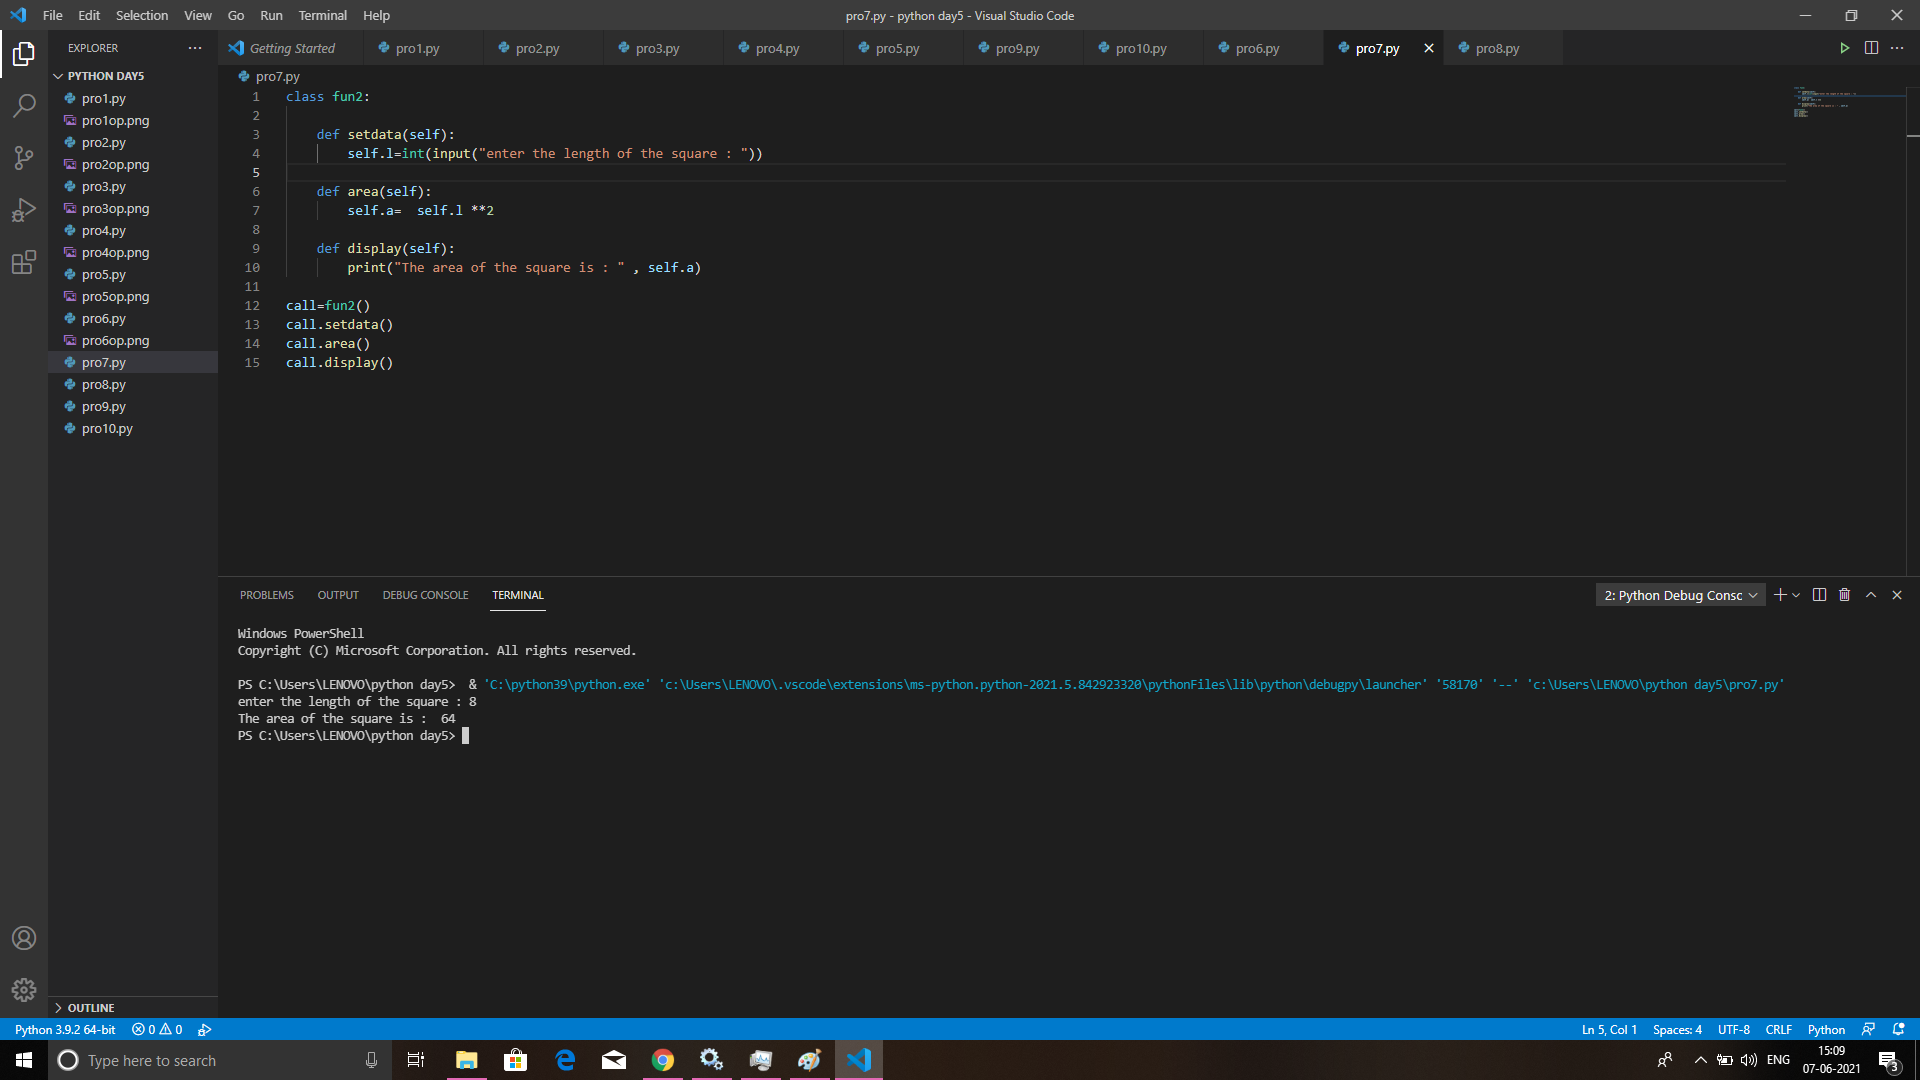 File Edit Selection View Go Run Terminal Help
pro7.py - python day5 - Visual Studio Code
EXPLORER
Getting Started pro1.py pro2.py pro3.py pro4.py pro5.py pro9.py pro10.py pro6.py pro7.py pro8.py
PYTHON DAY5
pro1.py
pro1op.png
pro2.py
pro2op.png
pro3.py
pro3op.png
pro4.py
pro4op.png
pro5.py
pro5op.png
pro6.py
pro6op.png
pro7.py
pro8.py
pro9.py
pro10.py
OUTLINE
pro7.py
1 class fun2:
2
3     def setdata(self):
4         self.l=int(input("enter the length of the square : "))
5
6     def area(self):
7         self.a=  self.l **2
8
9     def display(self):
10         print("The area of the square is : " , self.a)
11
12 call=fun2()
13 call.setdata()
14 call.area()
15 call.display()
PROBLEMS OUTPUT DEBUG CONSOLE TERMINAL
2: Python Debug Consc
Windows PowerShell
Copyright (C) Microsoft Corporation. All rights reserved.
PS C:\Users\LENOVO\python day5>  & 'C:\python39\python.exe' 'c:\Users\LENOVO\.vscode\extensions\ms-python.python-2021.5.842923320\pythonFiles\lib\python\debugpy\launcher' '58170' '--' 'c:\Users\LENOVO\python day5\pro7.py'
enter the length of the square : 8
The area of the square is :  64
PS C:\Users\LENOVO\python day5>
Python 3.9.2 64-bit 0 0
Ln 5, Col 1 Spaces: 4 UTF-8 CRLF Python
Type here to search
ENG
15:09
07-06-2021
3